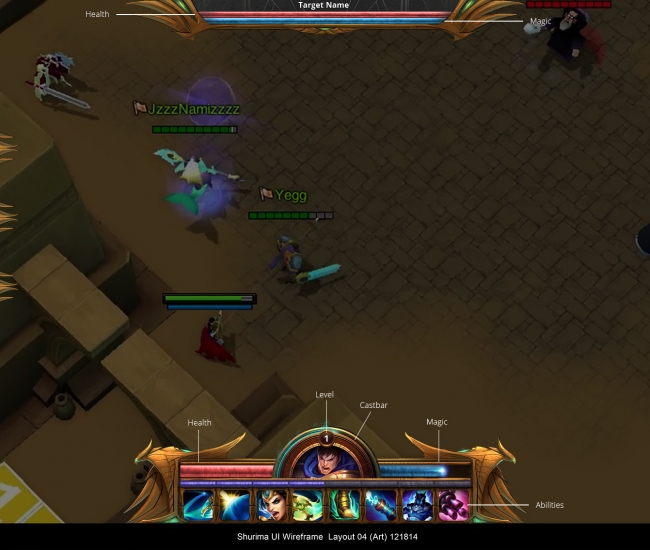 Target Name
Health
Magic
JzzzNamizzzz
Yegg
Level
Castbar
Health
Magic
1
Abilities
Shurima UI Wireframe Layout 04 (Art) 121814